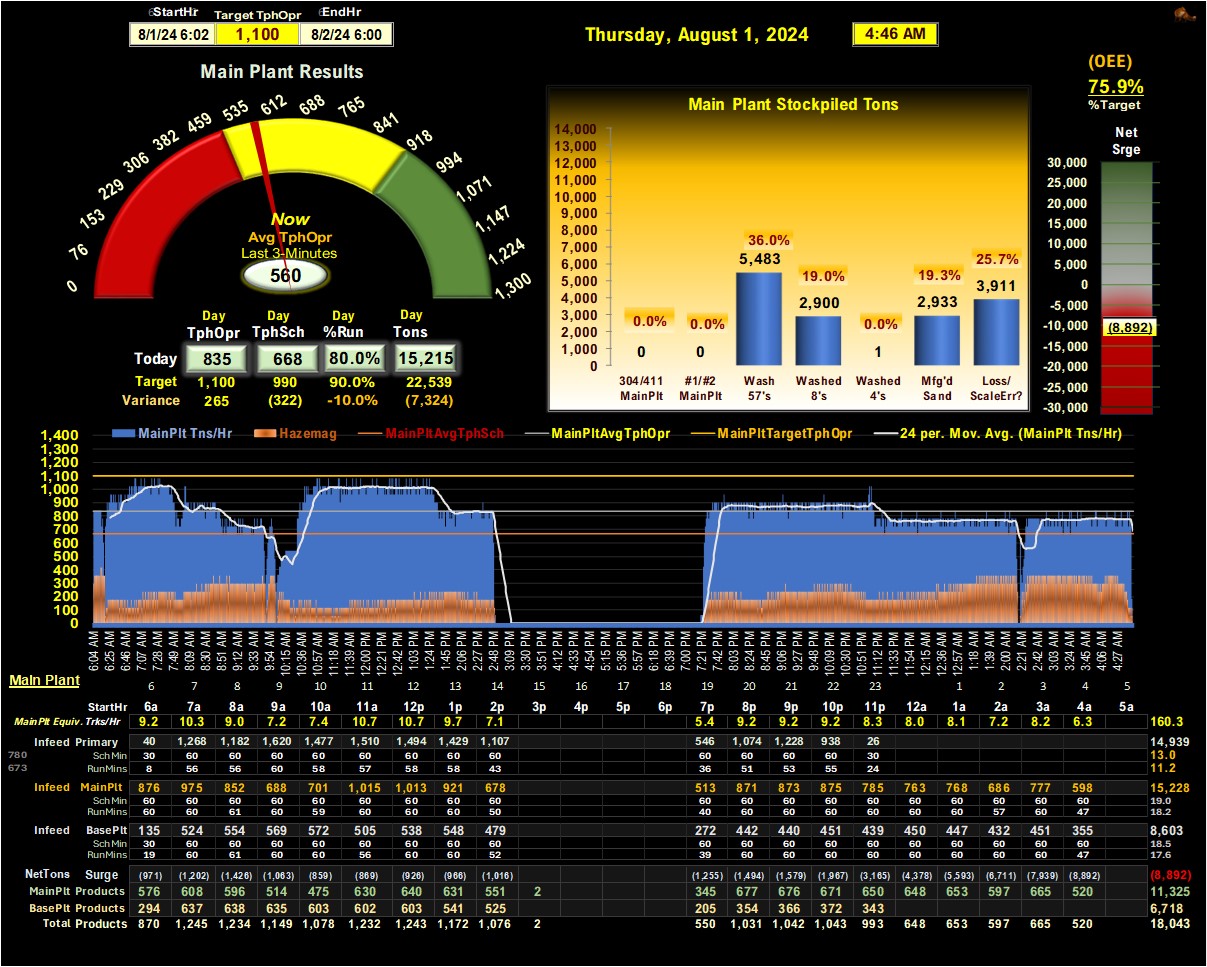 StartHr Target TphOpr EndHr
8/1/24 6:02 1,100 8/2/24 6:00
Thursday, August 1, 2024 4:46 AM
(OEE)
75.9%
%Target
Main Plant Results
0 76 153 229 306 382 459 535 612 688 765 841 918 994 1,071 1,147 1,224 1,300
Now
Avg TphOpr
Last 3-Minutes
560
Day Day Day Day
TphOpr TphSch %Run Tons
Today 835 668 80.0% 15,215
Target 1,100 990 90.0% 22,539
Variance 265 (322) -10.0% (7,324)
Main Plant Stockpiled Tons
14,000
13,000
12,000
11,000
10,000
9,000
8,000
7,000
6,000
5,000
4,000
3,000
2,000
1,000
0
0.0% 0.0% 36.0% 19.0% 0.0% 19.3% 25.7%
0 0 5,483 2,900 1 2,933 3,911
304/411 #1/#2 Wash Washed Washed Mfg'd Loss/
MainPlt MainPlt 57's 8's 4's Sand ScaleErr?
Net
Srge
30,000
25,000
20,000
15,000
10,000
5,000
0
-5,000
-10,000
(8,892)
-15,000
-20,000
-25,000
-30,000
MainPlt Tns/Hr Hazemag MainPltAvgTphSch MainPltAvgTphOpr MainPltTargetTphOpr 24 per. Mov. Avg. (MainPlt Tns/Hr)
1,400
1,300
1,200
1,100
1,000
900
800
700
600
500
400
300
200
100
0
6:04 AM 6:25 AM 6:46 AM 7:07 AM 7:28 AM 7:49 AM 8:09 AM 8:30 AM 8:51 AM 9:12 AM 9:33 AM 9:54 AM 10:15 AM 10:36 AM 10:57 AM 11:18 AM 11:39 AM 12:00 PM 12:21 PM 12:42 PM 1:03 PM 1:24 PM 1:45 PM 2:06 PM 2:27 PM 2:48 PM 3:09 PM 3:30 PM 3:51 PM 4:12 PM 4:33 PM 4:54 PM 5:15 PM 5:36 PM 5:57 PM 6:18 PM 6:39 PM 7:00 PM 7:21 PM 7:42 PM 8:03 PM 8:24 PM 8:45 PM 9:06 PM 9:27 PM 9:48 PM 10:09 PM 10:30 PM 10:51 PM 11:12 PM 11:33 PM 11:54 PM 12:15 AM 12:36 AM 12:57 AM 1:18 AM 1:39 AM 2:00 AM 2:21 AM 2:42 AM 3:03 AM 3:24 AM 3:45 AM 4:06 AM 4:27 AM
Main Plant
6 7 8 9 10 11 12 13 14 15 16 17 18 19 20 21 22 23 1 2 3 4 5
StartHr 6a 7a 8a 9a 10a 11a 12p 1p 2p 3p 4p 5p 6p 7p 8p 9p 10p 11p 12a 1a 2a 3a 4a 5a
MainPlt Equiv. Trks/Hr 9.2 10.3 9.0 7.2 7.4 10.7 10.7 9.7 7.1 5.4 9.2 9.2 9.2 8.3 8.0 8.1 7.2 8.2 6.3 160.3
Infeed Primary 40 1,268 1,182 1,620 1,477 1,510 1,494 1,429 1,107 546 1,074 1,228 938 26 14,939
780 SchMin 30 60 60 60 60 60 60 60 60 60 60 60 60 30 13.0
673 RunMins 8 56 56 60 58 57 58 58 43 36 51 53 55 24 11.2
Infeed MainPlt 876 975 852 688 701 1,015 1,013 921 678 513 871 873 875 785 763 768 686 777 598 15,228
SchMin 60 60 60 60 60 60 60 60 60 60 60 60 60 60 60 60 60 60 60 19.0
RunMins 60 60 61 60 59 60 60 60 50 40 60 60 60 60 60 60 57 60 47 18.2
Infeed BasePlt 135 524 554 569 572 505 538 548 479 272 442 440 451 439 450 447 432 451 355 8,603
SchMin 30 60 60 60 60 60 60 60 60 60 60 60 60 60 60 60 60 60 60 18.5
RunMins 19 60 61 60 60 56 60 60 52 39 60 60 60 60 60 60 60 60 47 17.6
NetTons Surge (971) (1,202) (1,426) (1,063) (859) (869) (926) (966) (1,016) (1,255) (1,494) (1,579) (1,967) (3,165) (4,378) (5,593) (6,711) (7,939) (8,892) (8,892)
MainPlt Products 576 608 596 514 475 630 640 631 551 2 345 677 676 671 650 648 653 597 665 520 11,325
BasePlt Products 294 637 638 635 603 602 603 541 525 205 354 366 372 343 6,718
Total Products 870 1,245 1,234 1,149 1,078 1,232 1,243 1,172 1,076 2 550 1,031 1,042 1,043 993 648 653 597 665 520 18,043